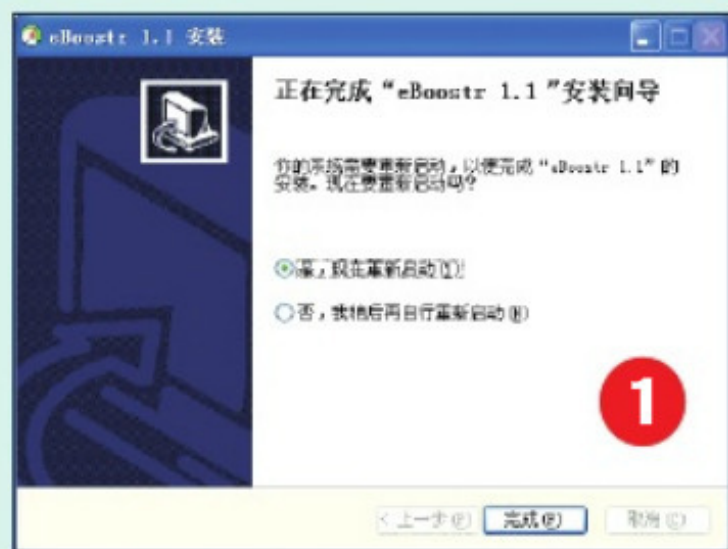 eBoostr 1.1 安装
正在完成“eBoostr 1.1”安装向导
你的系统需要重新启动，以便完成“eBoostr 1.1”的
安装。现在要重新启动吗？
是，现在重新启动(Y)
否，我稍后再自行重新启动(N)
1
< 上一步(P) 完成(F) 取消(C)